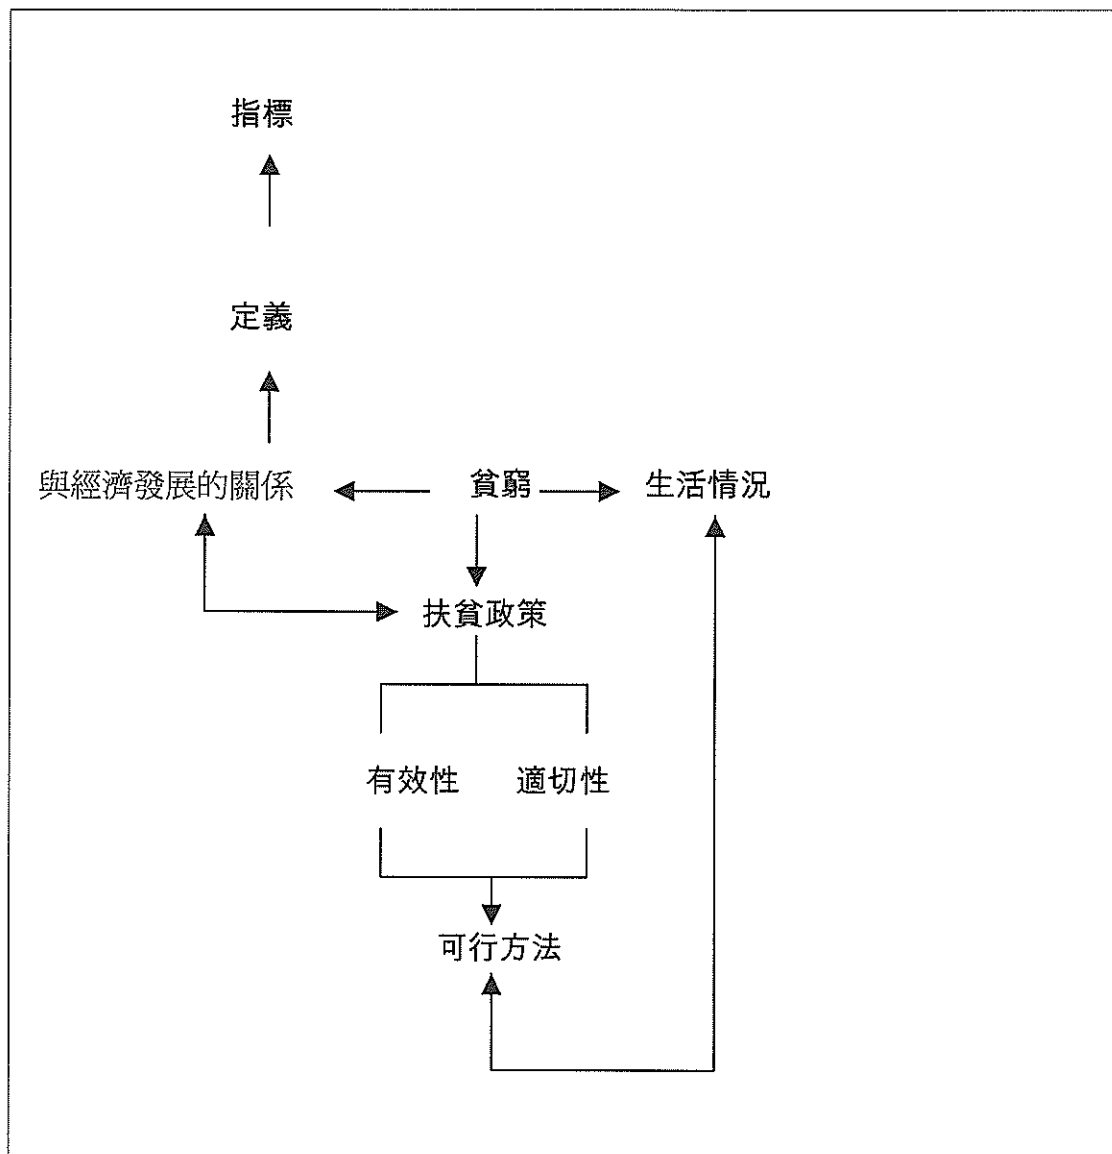 指標
定義
與經濟發展的關係 貧窮 生活情況
扶貧政策
有效性 適切性
可行方法